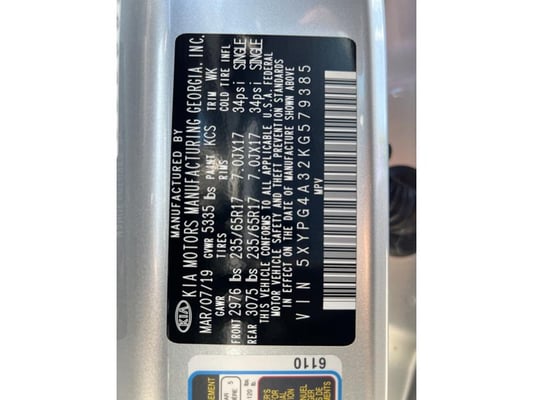 MANUFACTURED BY
KIA KIA MOTORS MANUFACTURING GEORGIA, INC.
MAR/07/19 GVWR 5335 lbs PAINT KCS TRIM WK
GAWR TIRES RIMS COLD TIRE INFL
FRONT 2976 lbs 235/65R17 7.0JX17 34psi SINGLE
REAR 3075 lbs 235/65R17 7.0JX17 34psi SINGLE
THIS VEHICLE CONFORMS TO ALL APPLICABLE U.S.A. FEDERAL
MOTOR VEHICLE SAFETY AND THEFT PREVENTION STANDARDS
IN EFFECT ON THE DATE OF MANUFACTURE SHOWN ABOVE
VIN 5XYPG4A32KG579385
MPV
6110